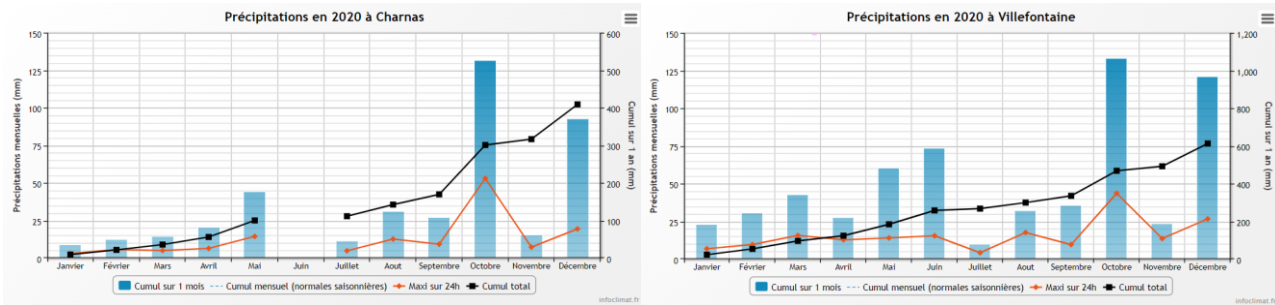 Précipitations en 2020 à Charnas
Précipitations mensuelles (mm)
150
125
100
75
50
25
0
600
500
400
300
200
100
0
Cumul sur 1 an (mm)
Janvier Février Mars Avril Mai Juillet Aout Septembre Octobre Novembre Décembre
Cumul sur 1 mois Cumul mensuel (normales saisonnières) Maxi sur 24h Cumul total
infoclimat.fr
Précipitations en 2020 à Villefontaine
Précipitations mensuelles (mm)
150
125
100
75
50
25
0
1,200
1,000
800
600
400
200
0
Cumul sur 1 an (mm)
Janvier Février Mars Avril Mai Juin Juillet Aout Septembre Octobre Novembre Décembre
Cumul sur 1 mois Cumul mensuel (normales saisonnières) Maxi sur 24h Cumul total
infoclimat.fr